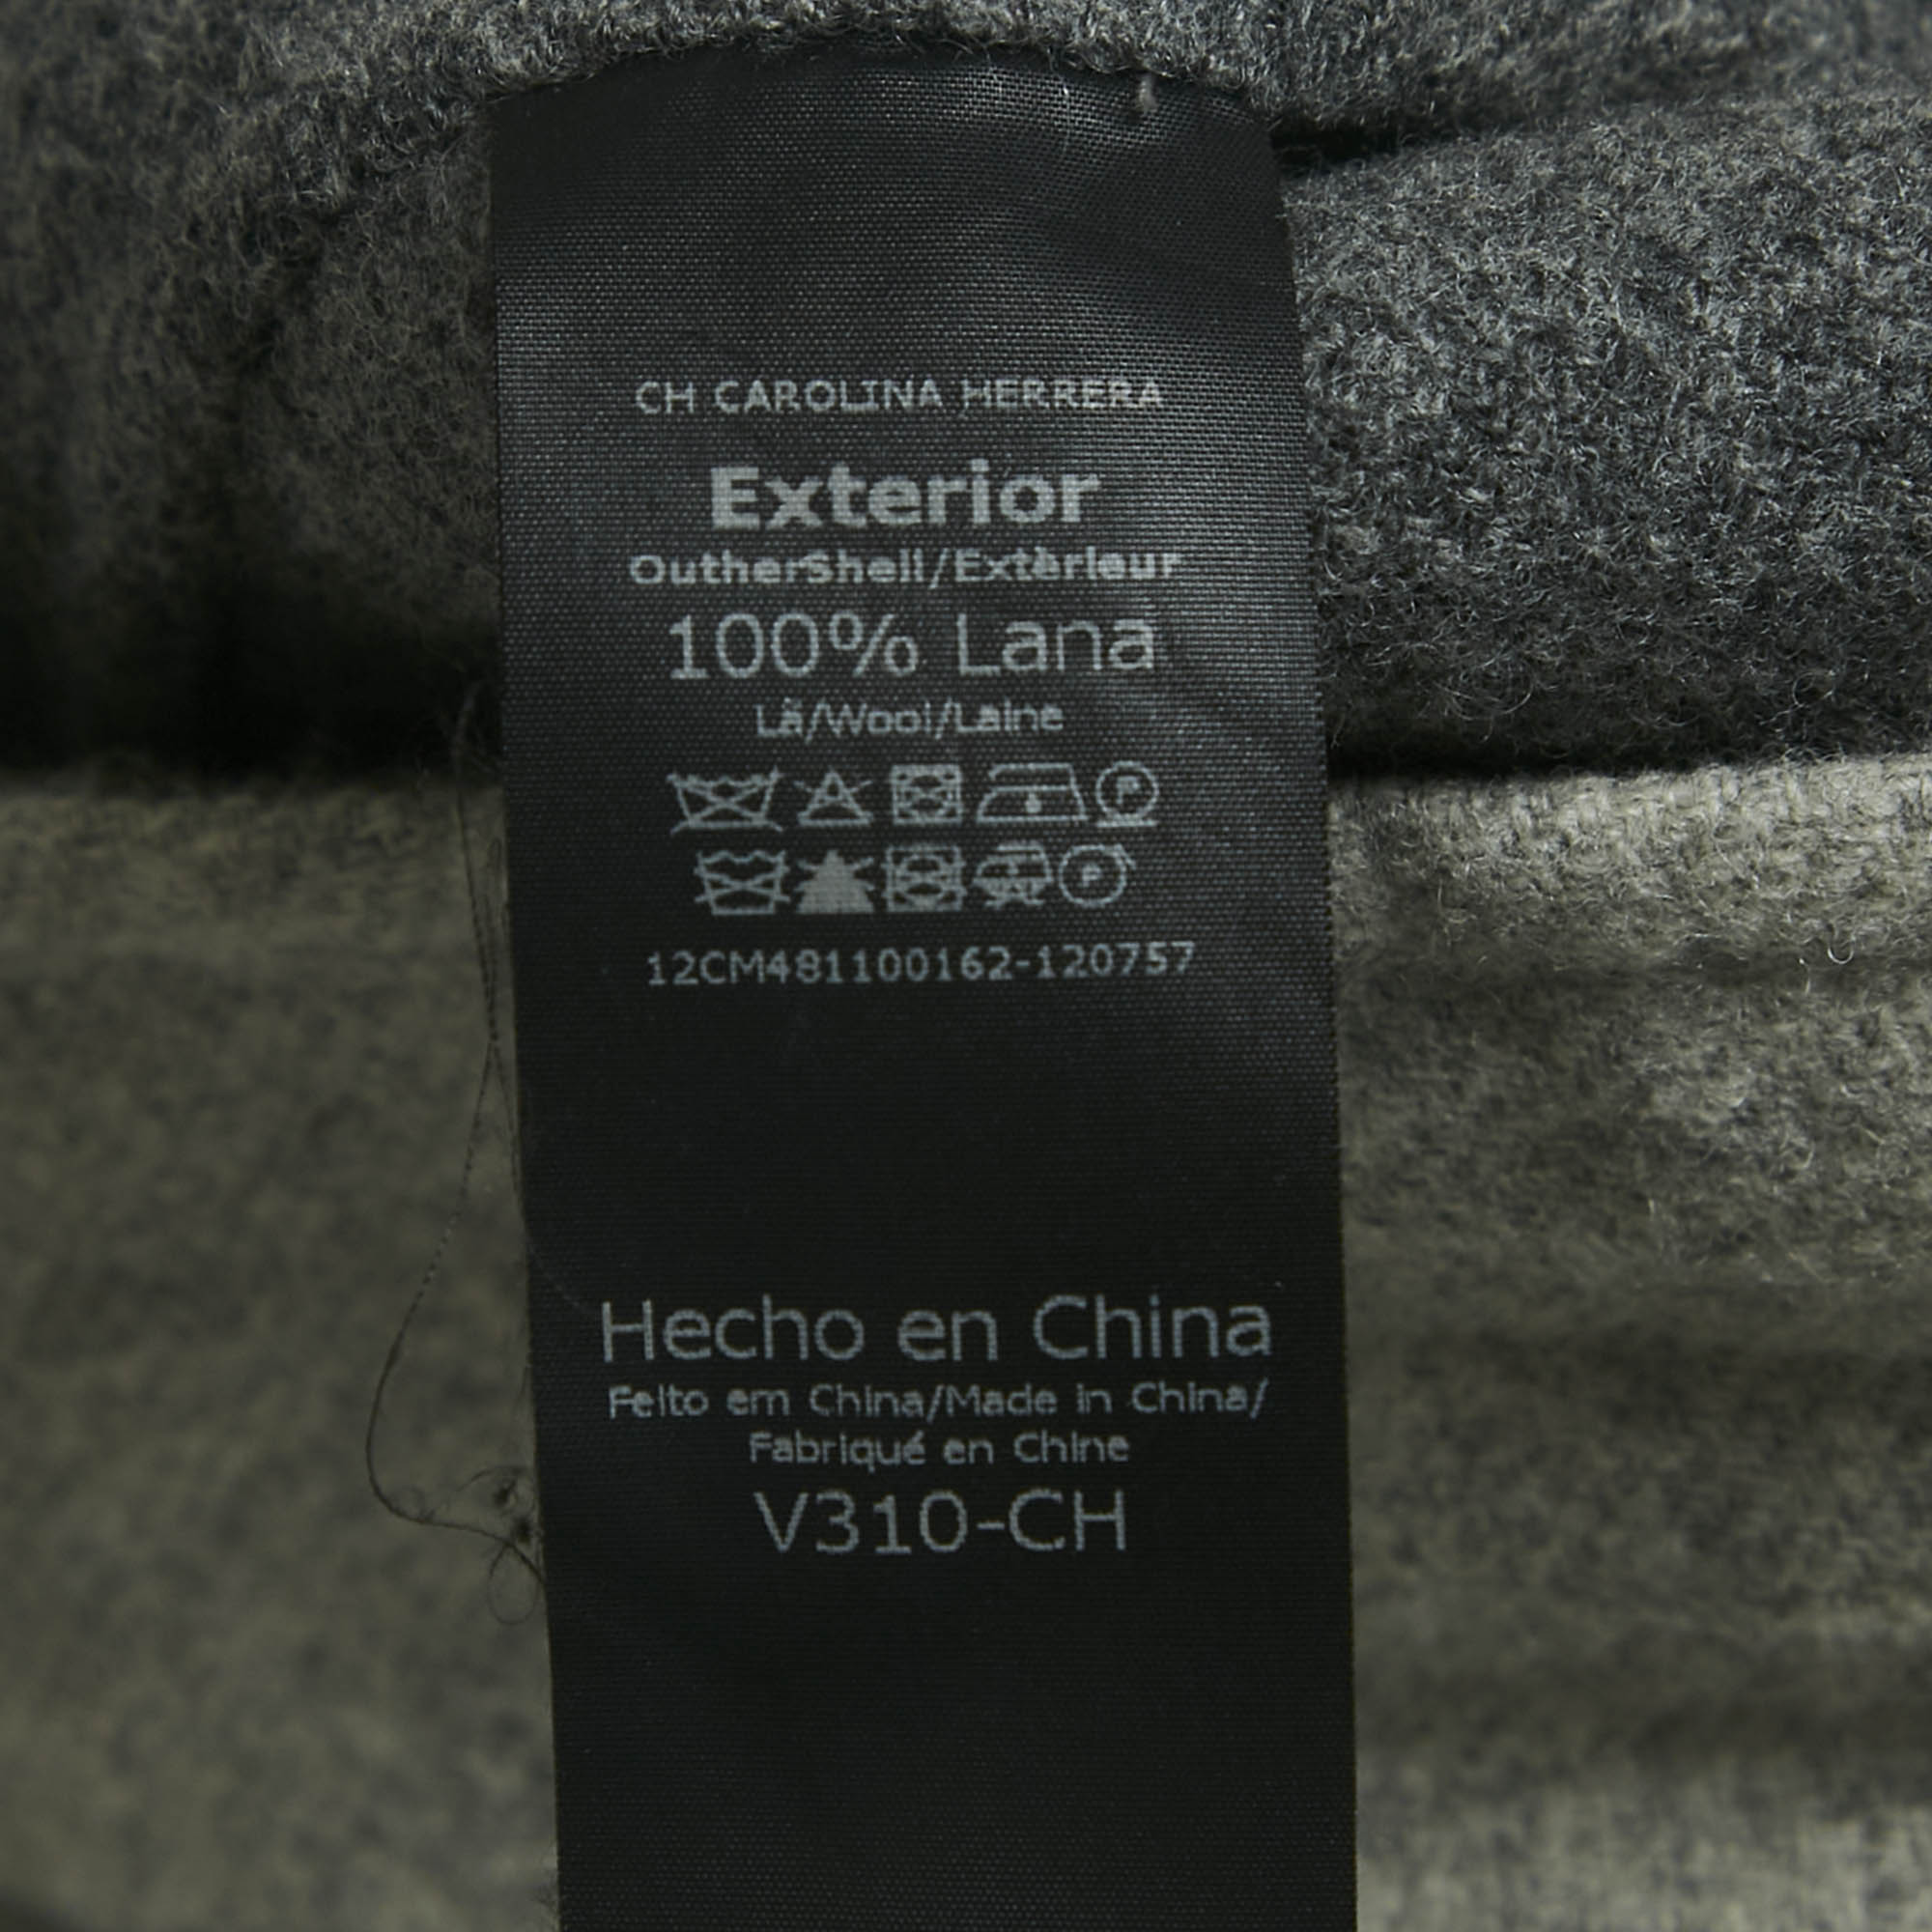 CH CAROLINA HERRERA
Exterior
OutherShell/Extèrieur
100% Lana
Lã/Wool/Laine
P
P
12CM481100162-120757
Hecho en China
Feito em China/Made in China/
Fabriqué en Chine
V310-CH